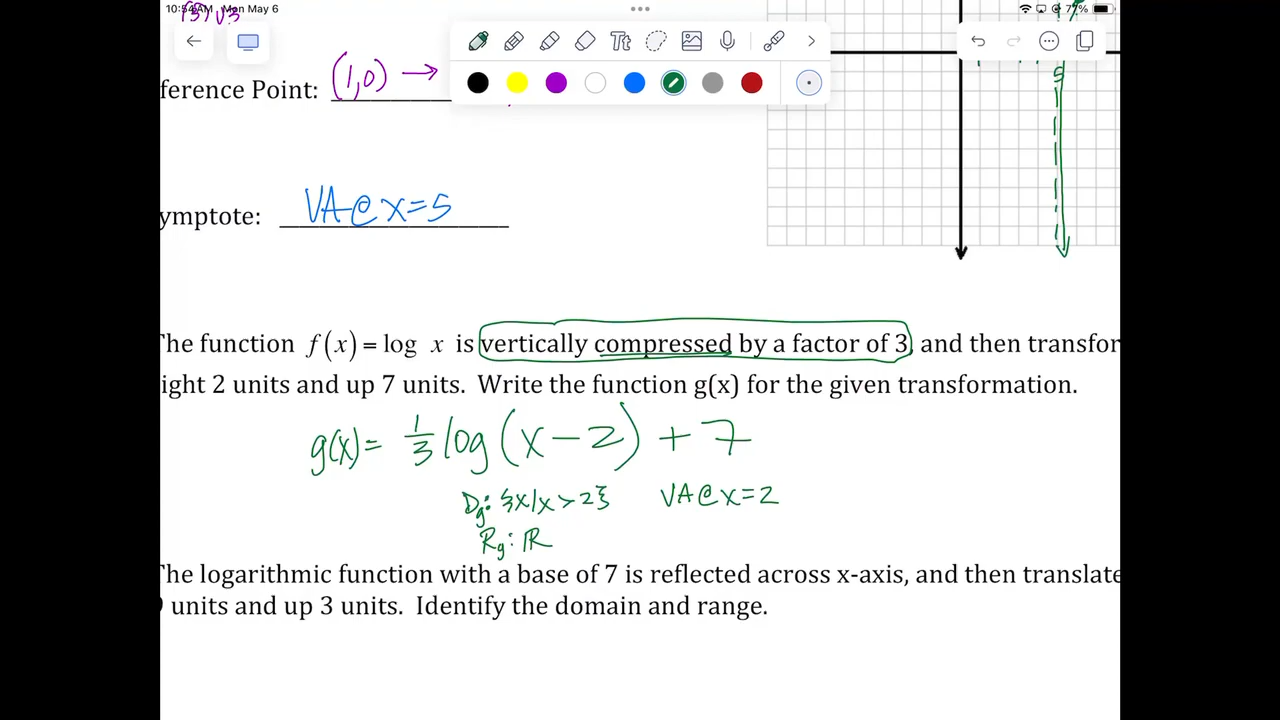 10:54AM Mon May 6
77%
Tt
ference Point: (1,0) →
5
ymptote: VA@x=5
The function f(x) = log x is vertically compressed by a factor of 3, and then transfor
ight 2 units and up 7 units. Write the function g(x) for the given transformation.
g(x) = 1/3 log (x-2) + 7
Dg: {x/x>2} VA@x=2
Rg: ℝ
The logarithmic function with a base of 7 is reflected across x-axis, and then translate
units and up 3 units. Identify the domain and range.